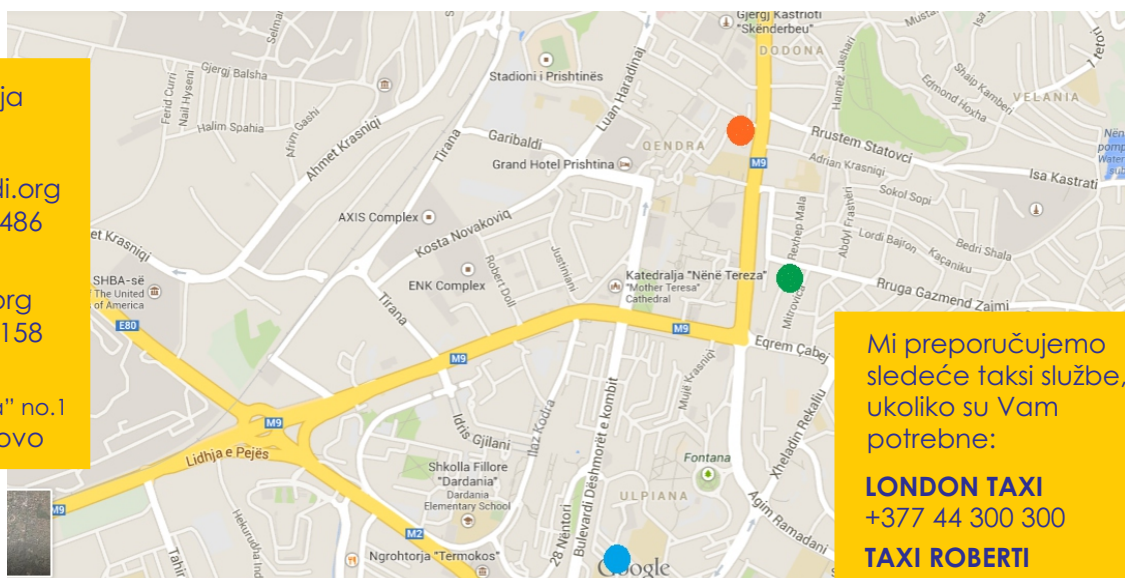 ja
di.org
486
org
158
a" no.1
ovo
Gjergj Kastrioti
"Skënderbeu"
DODONA
1 tetori
Stadioni i Prishtinës
Luan Haradinaj
Hamëz Jashari
Shaip Kamberi
Edmond Hoxha
VELANIA
Gjergj Balsha
Ferid Curri
Nail Hyseni
Halim Spahia
Afrim Gashi
Ahmet Krasniqi
Tirana
Garibaldi
QENDRA
Rrustem Statovci
Grand Hotel Prishtina
M9
Adrian Krasniqi
Isa Kastrati
Sokol Sopi
AXIS Complex
Kosta Novakoviq
Rexhep Mala
Abdyl Frashëri
Lordi Bajron
Kaçaniku
Bedri Shala
et Krasniqi
Robert Doll
Justiniani
SHBA-së
The United
of America
ENK Complex
Katedralja "Nënë Tereza"
"Mother Teresa"
Cathedral
Mitrovica
Rruga Gazmend Zajmi
Tirana
E80
M9
M9
Eqrem Çabej
Mujë Krasniqi
Xheladin Rekaliu
M9
Idris Gjilani
Ilaz Kodra
Bulevardi Dëshmorët e kombit
Lidhja e Pejës
Shkolla Fillore
"Dardania"
Dardania
Elementary School
Fontana
ULPIANA
Agim Ramadani
M9
M2
28 Nëntori
Ngrohtorja "Termokos"
Google
Mi preporučujemo
sledeće taksi službe,
ukoliko su Vam
potrebne:
LONDON TAXI
+377 44 300 300
TAXI ROBERTI